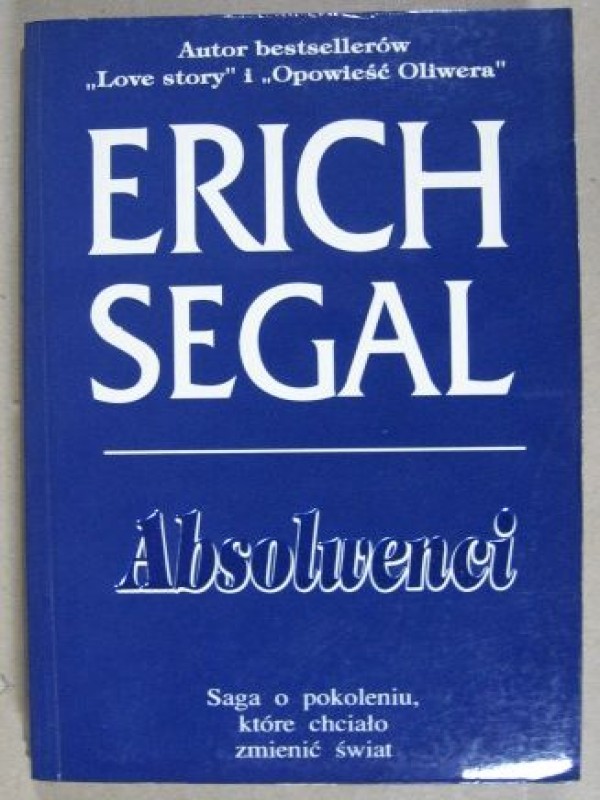 Autor bestsellerów
„Love story" i „Opowieść Oliwera"
ERICH
SEGAL
Absolwenci
Saga o pokoleniu,
które chciało
zmienić świat